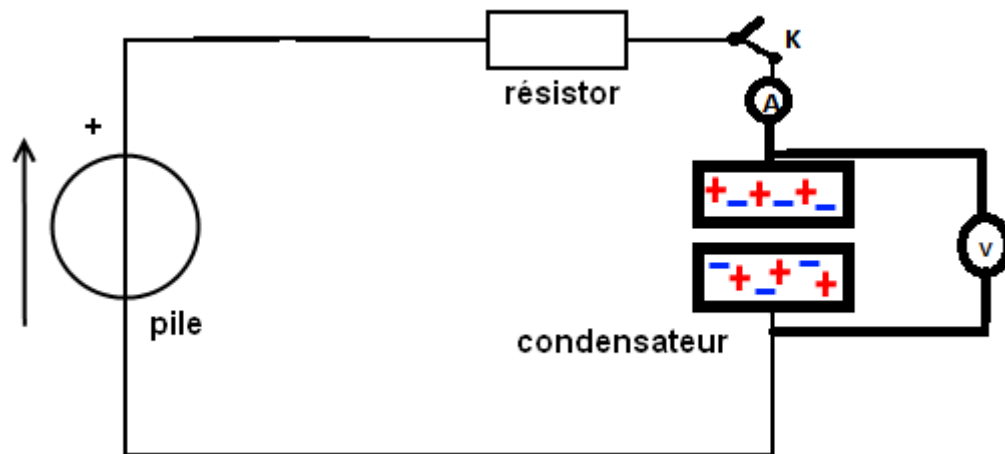 K
résistor
A
+
+ - + - + -
V
- + - + - +
pile
condensateur